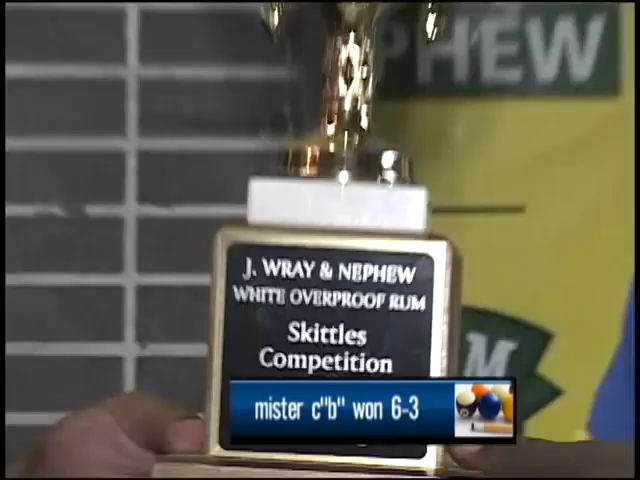 PHEW
J. WRAY & NEPHEW
WHITE OVERPROOF RUM
Skittles
Competition
M
mister c"b" won 6-3